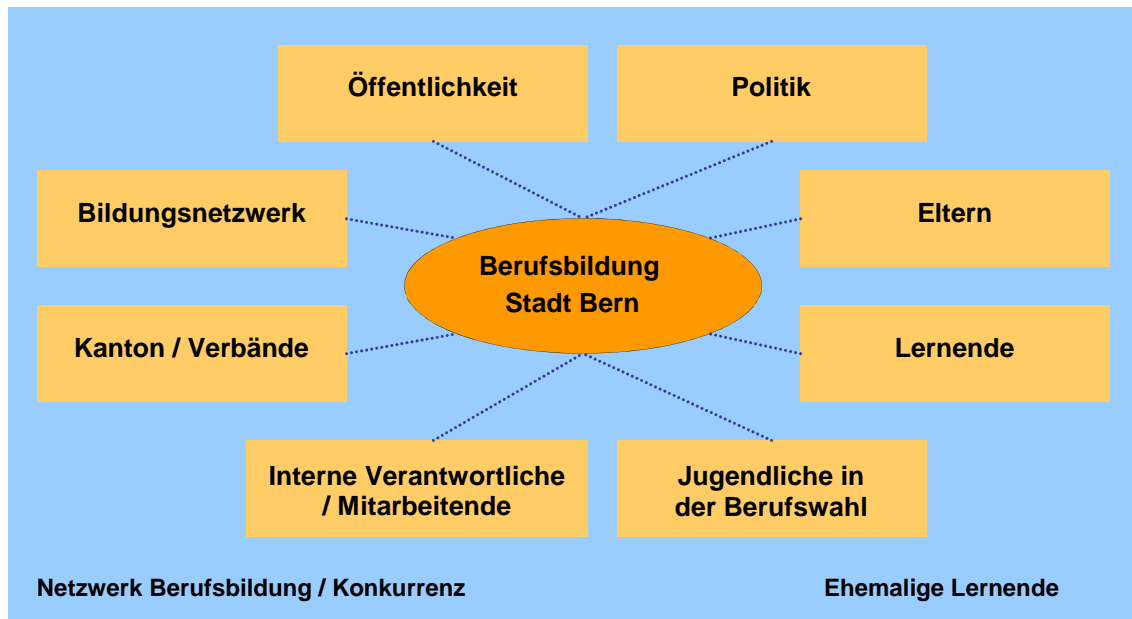 Öffentlichkeit
Politik
Bildungsnetzwerk
Eltern
Berufsbildung
Stadt Bern
Kanton / Verbände
Lernende
Interne Verantwortliche
/ Mitarbeitende
Jugendliche in
der Berufswahl
Netzwerk Berufsbildung / Konkurrenz
Ehemalige Lernende